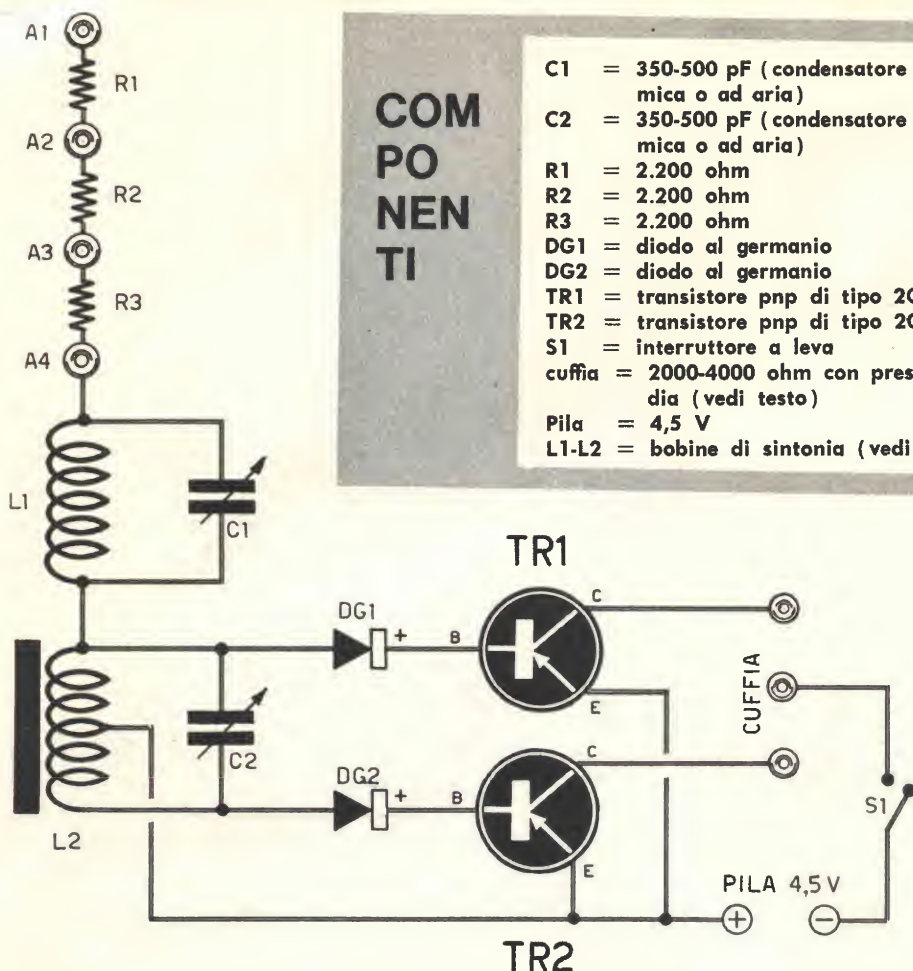 COM
PO
NEN
TI
C1 = 350-500 pF (condensatore
mica o ad aria)
C2 = 350-500 pF (condensatore
mica o ad aria)
R1 = 2.200 ohm
R2 = 2.200 ohm
R3 = 2.200 ohm
DG1 = diodo al germanio
DG2 = diodo al germanio
TR1 = transistore pnp di tipo
TR2 = transistore pnp di tipo
S1 = interruttore a leva
cuffia = 2000-4000 ohm con pres
dia (vedi testo)
Pila = 4,5 V
L1-L2 = bobine di sintonia (vedi
A1
R1
A2
R2
A3
R3
A4
L1
C1
TR1
DG1
+
B
C
E
CUFFIA
C2
L2
DG2
+
B
C
E
S1
PILA 4,5 V
+
−
TR2